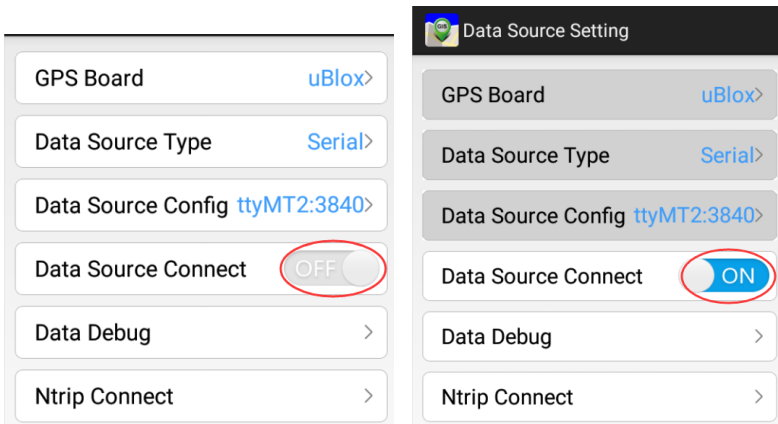 GPS Board uBlox>
Data Source Type Serial>
Data Source Config ttyMT2:3840>
Data Source Connect OFF
Data Debug >
Ntrip Connect >
GIS
Data Source Setting
GPS Board uBlox>
Data Source Type Serial>
Data Source Config ttyMT2:3840>
Data Source Connect ON
Data Debug >
Ntrip Connect >